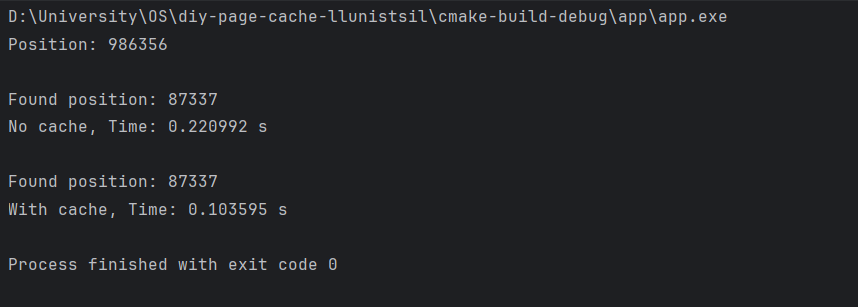 D:\University\OS\diy-page-cache-llunistsil\cmake-build-debug\app\app.exe
Position: 986356
Found position: 87337
No cache, Time: 0.220992 s
Found position: 87337
With cache, Time: 0.103595 s
Process finished with exit code 0